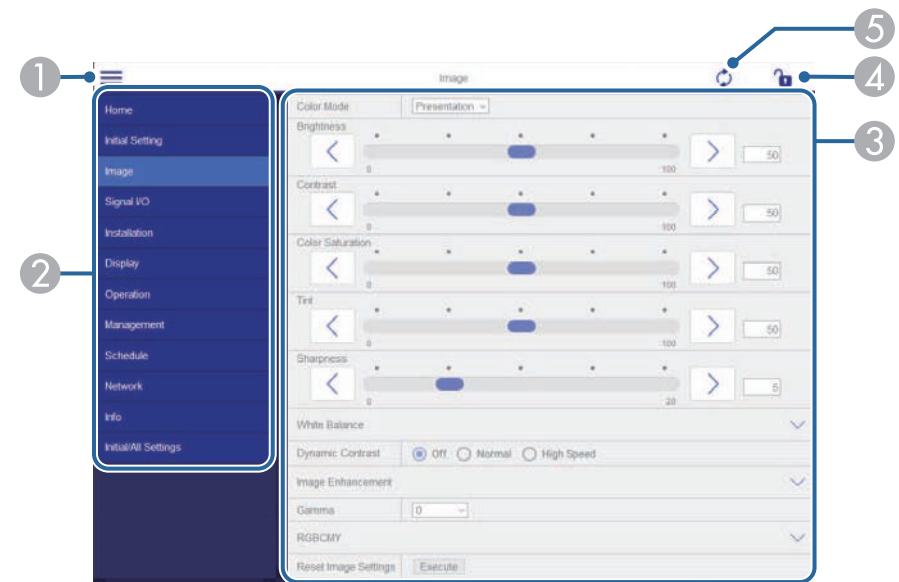 5
1
Image
4
Home
Color Mode
Presentation
Brightness
3
Initial Setting
50
0
100
Image
Contrast
Signal I/O
50
0
100
Installation
Color Saturation
2
Display
50
0
100
Operation
Tint
Management
50
0
100
Schedule
Sharpness
Network
5
0
20
Info
White Balance
Initial/All Settings
Dynamic Contrast
Off
Normal
High Speed
Image Enhancement
Gamma
0
RGBCMY
Reset Image Settings
Execute